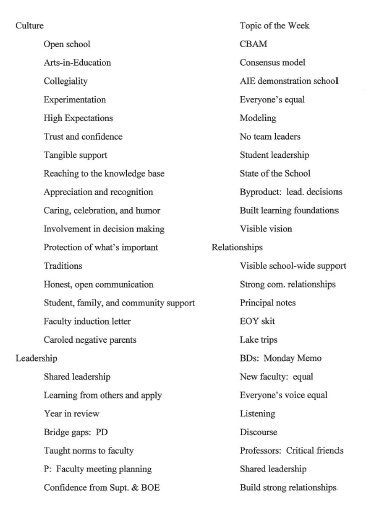 Culture
Open school
Arts-in-Education
Collegiality
Experimentation
High Expectations
Trust and confidence
Tangible support
Reaching to the knowledge base
Appreciation and recognition
Caring, celebration, and humor
Involvement in decision making
Protection of what's important
Traditions
Honest, open communication
Student, family, and community support
Faculty induction letter
Caroled negative parents
Leadership
Shared leadership
Learning from others and apply
Year in review
Bridge gaps: PD
Taught norms to faculty
P: Faculty meeting planning
Confidence from Supt. & BOE
Topic of the Week
CBAM
Consensus model
AIE demonstration school
Everyone's equal
Modeling
No team leaders
Student leadership
State of the School
Byproduct: lead. decisions
Built learning foundations
Visible vision
Relationships
Visible school-wide support
Strong com. relationships
Principal notes
EOY skit
Lake trips
BDs: Monday Memo
New faculty: equal
Everyone's voice equal
Listening
Discourse
Professors: Critical friends
Shared leadership
Build strong relationships